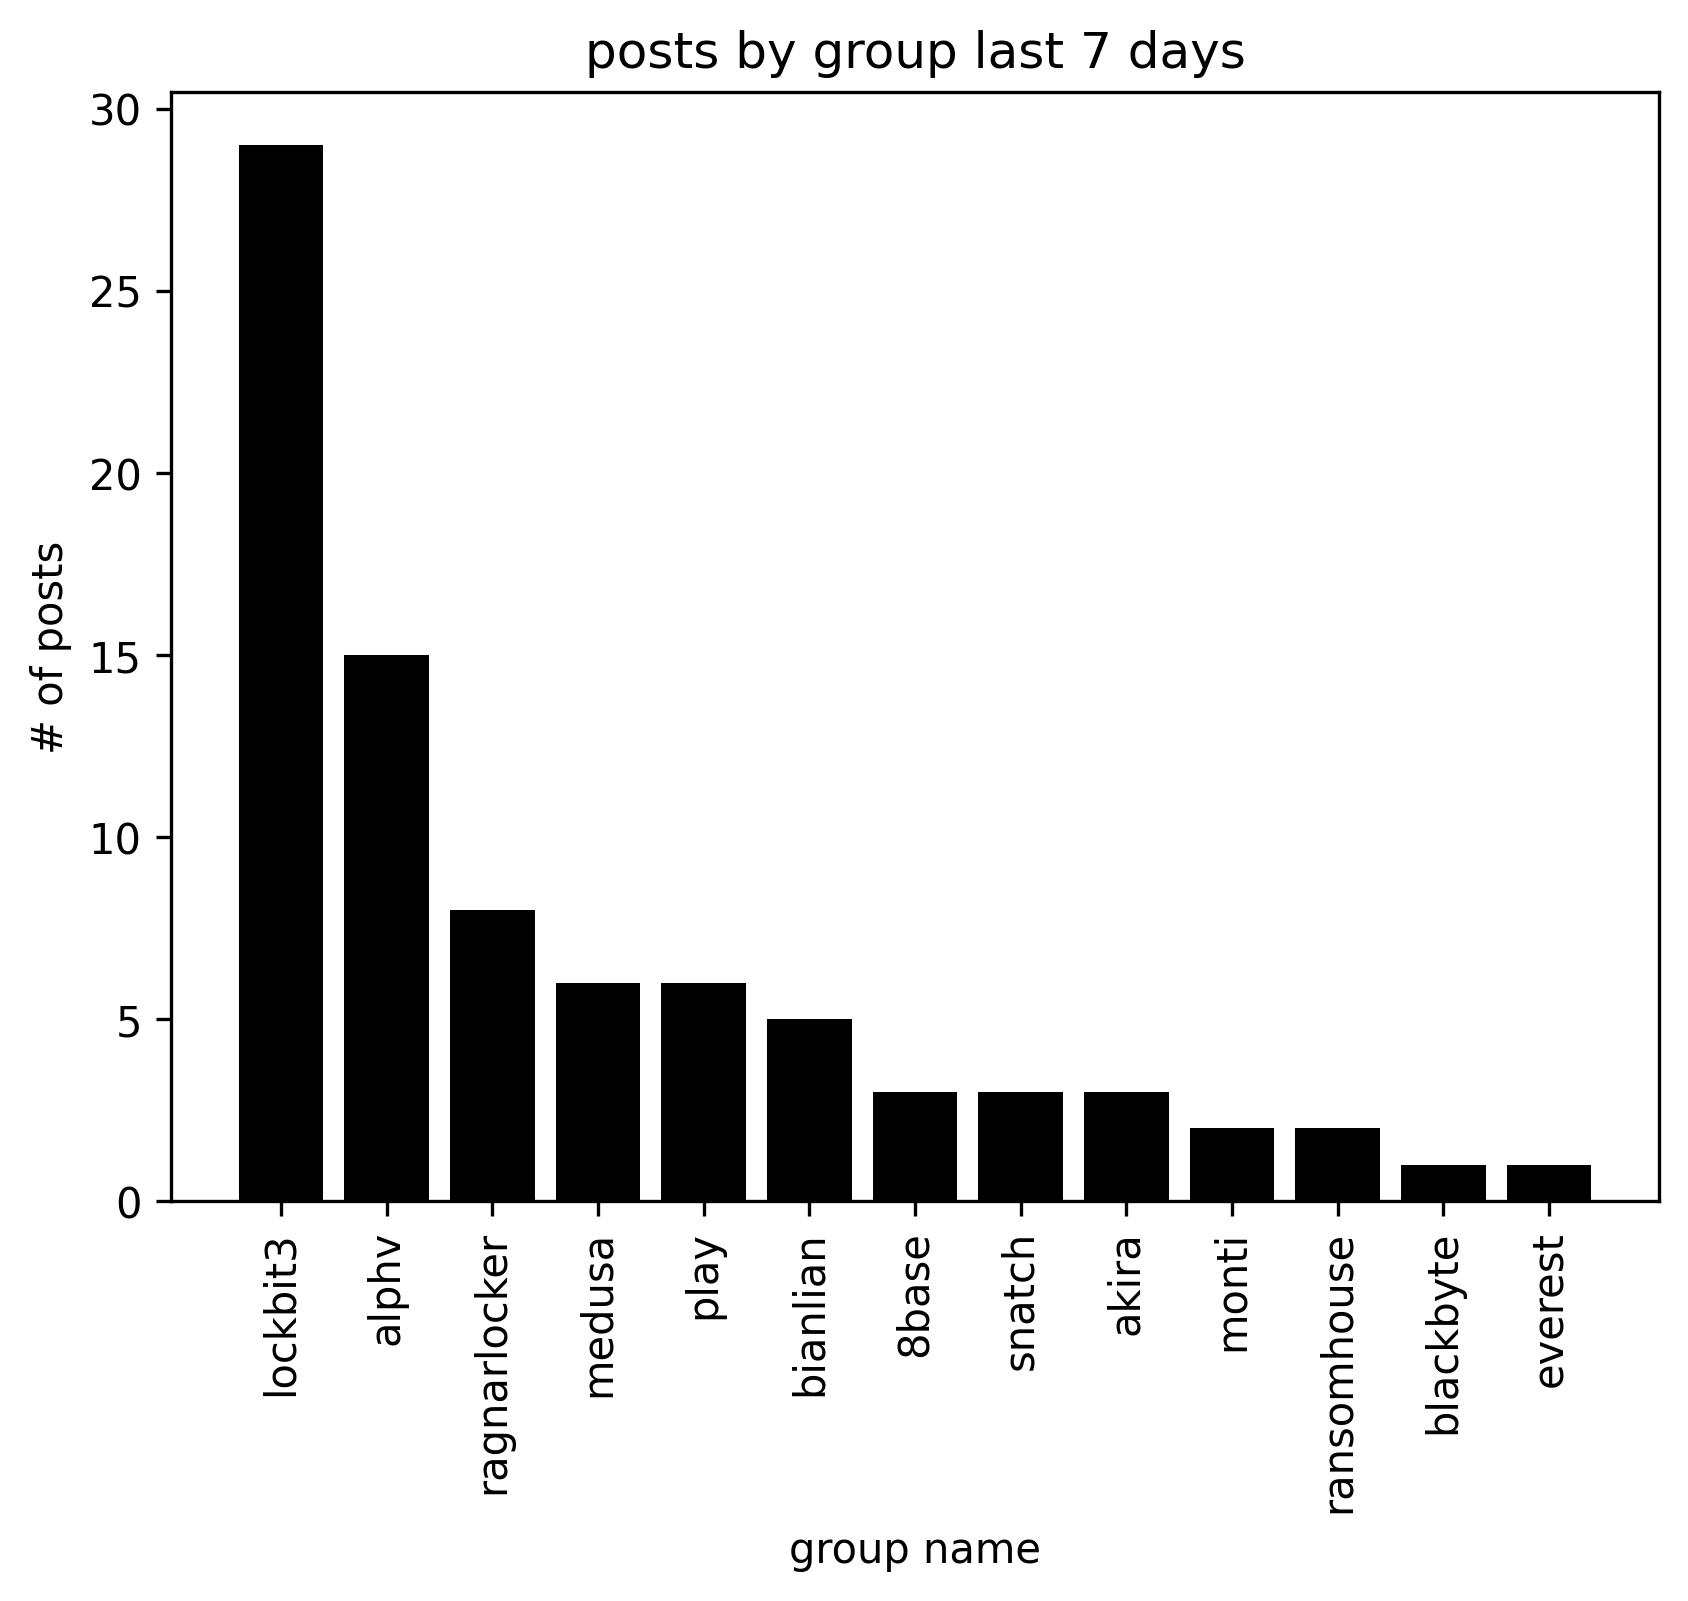 posts by group last 7 days
30
25
20
15
10
5
0
# of posts
lockbit3
alphv
ragnarlocker
medusa
play
bianlian
8base
snatch
akira
monti
ransomhouse
blackbyte
everest
group name